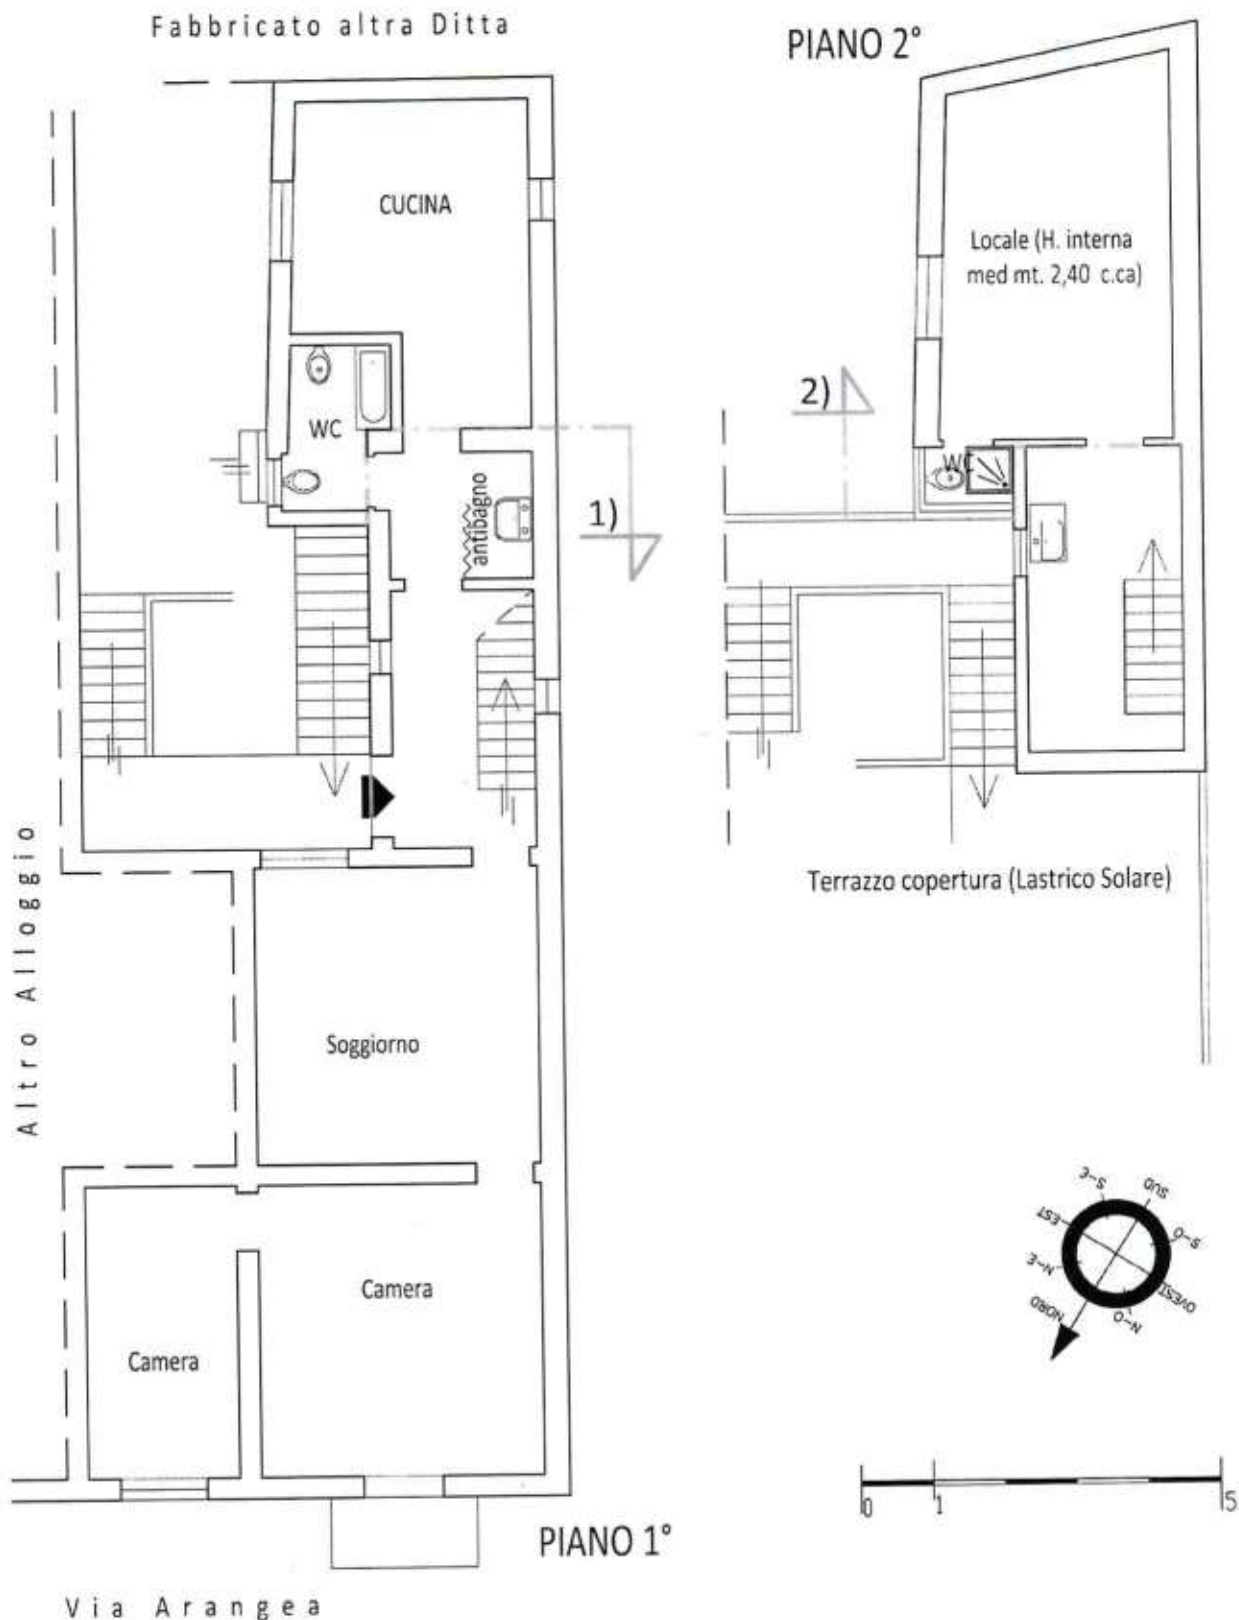 Fabbricato altra Ditta
PIANO 2°
CUCINA
Locale (H. interna
med mt. 2,40 c.ca)
2)
WC
WC
antibagno
1)
Altro Alloggio
Terrazzo copertura (Lastrico Solare)
Soggiorno
S-E
SUD
EST
S-O
N-E
OVEST
NORD
N-O
Camera
Camera
0
1
5
PIANO 1°
Via Arangea